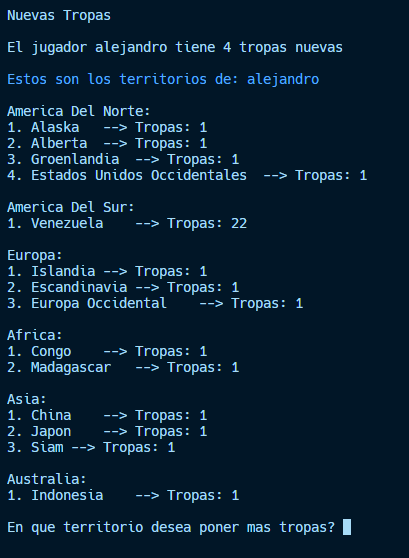 Nuevas Tropas
El jugador alejandro tiene 4 tropas nuevas
Estos son los territorios de: alejandro
America Del Norte:
1. Alaska --> Tropas: 1
2. Alberta --> Tropas: 1
3. Groenlandia --> Tropas: 1
4. Estados Unidos Occidentales --> Tropas: 1
America Del Sur:
1. Venezuela --> Tropas: 22
Europa:
1. Islandia --> Tropas: 1
2. Escandinavia --> Tropas: 1
3. Europa Occidental --> Tropas: 1
Africa:
1. Congo --> Tropas: 1
2. Madagascar --> Tropas: 1
Asia:
1. China --> Tropas: 1
2. Japon --> Tropas: 1
3. Siam --> Tropas: 1
Australia:
1. Indonesia --> Tropas: 1
En que territorio desea poner mas tropas?